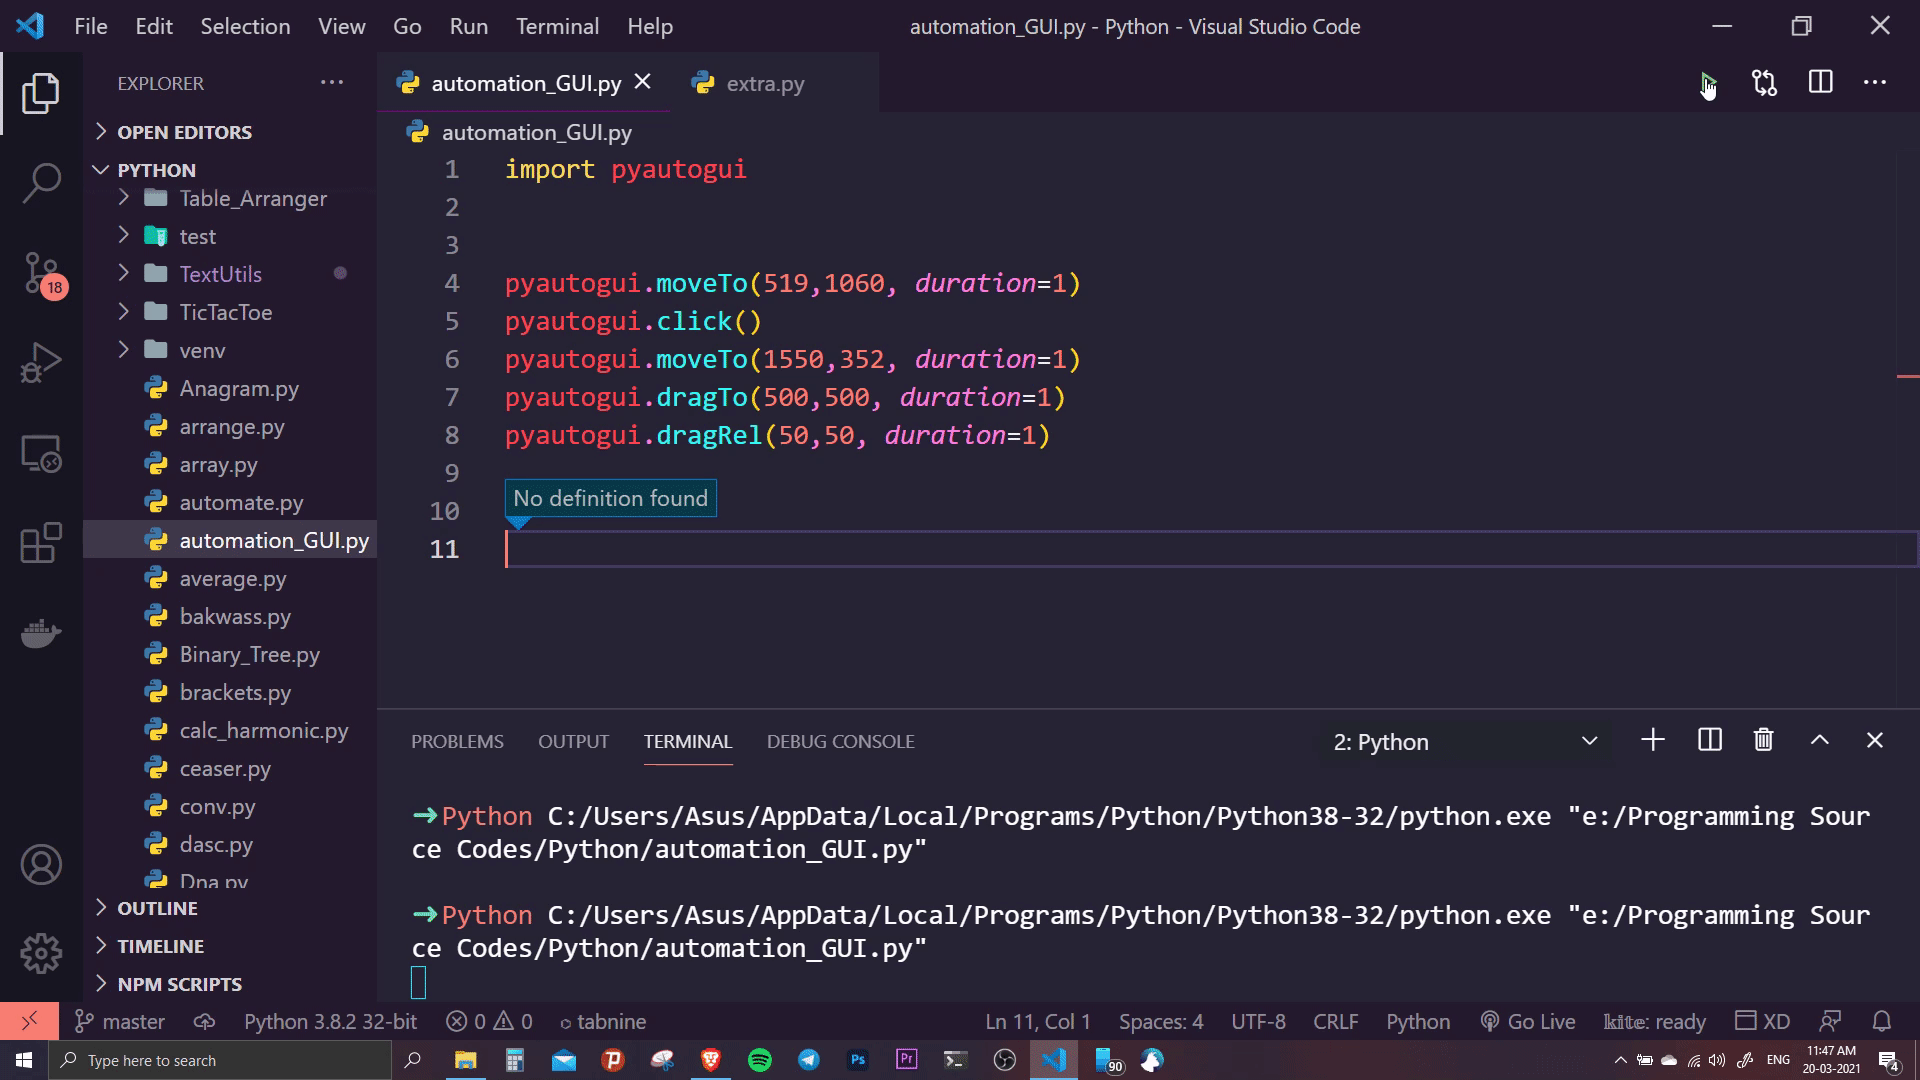 File Edit Selection View Go Run Terminal Help
automation_GUI.py - Python - Visual Studio Code
EXPLORER
OPEN EDITORS
PYTHON
Table_Arranger
test
TextUtils
TicTacToe
venv
Anagram.py
arrange.py
array.py
automate.py
automation_GUI.py
average.py
bakwass.py
Binary_Tree.py
brackets.py
calc_harmonic.py
ceaser.py
conv.py
dasc.py
Dna.py
OUTLINE
TIMELINE
NPM SCRIPTS
18
automation_GUI.py
extra.py
automation_GUI.py
1 import pyautogui
2
3
4 pyautogui.moveTo(519,1060, duration=1)
5 pyautogui.click()
6 pyautogui.moveTo(1550,352, duration=1)
7 pyautogui.dragTo(500,500, duration=1)
8 pyautogui.dragRel(50,50, duration=1)
9
No definition found
10
11
PROBLEMS OUTPUT TERMINAL DEBUG CONSOLE
2: Python
➜Python C:/Users/Asus/AppData/Local/Programs/Python/Python38-32/python.exe "e:/Programming Sour
ce Codes/Python/automation_GUI.py"
➜Python C:/Users/Asus/AppData/Local/Programs/Python/Python38-32/python.exe "e:/Programming Sour
ce Codes/Python/automation_GUI.py"
master Python 3.8.2 32-bit 0 0 tabnine Ln 11, Col 1 Spaces: 4 UTF-8 CRLF Python Go Live kite: ready XD
Type here to search
Ps
Pr
90
ENG
11:47 AM
20-03-2021
4